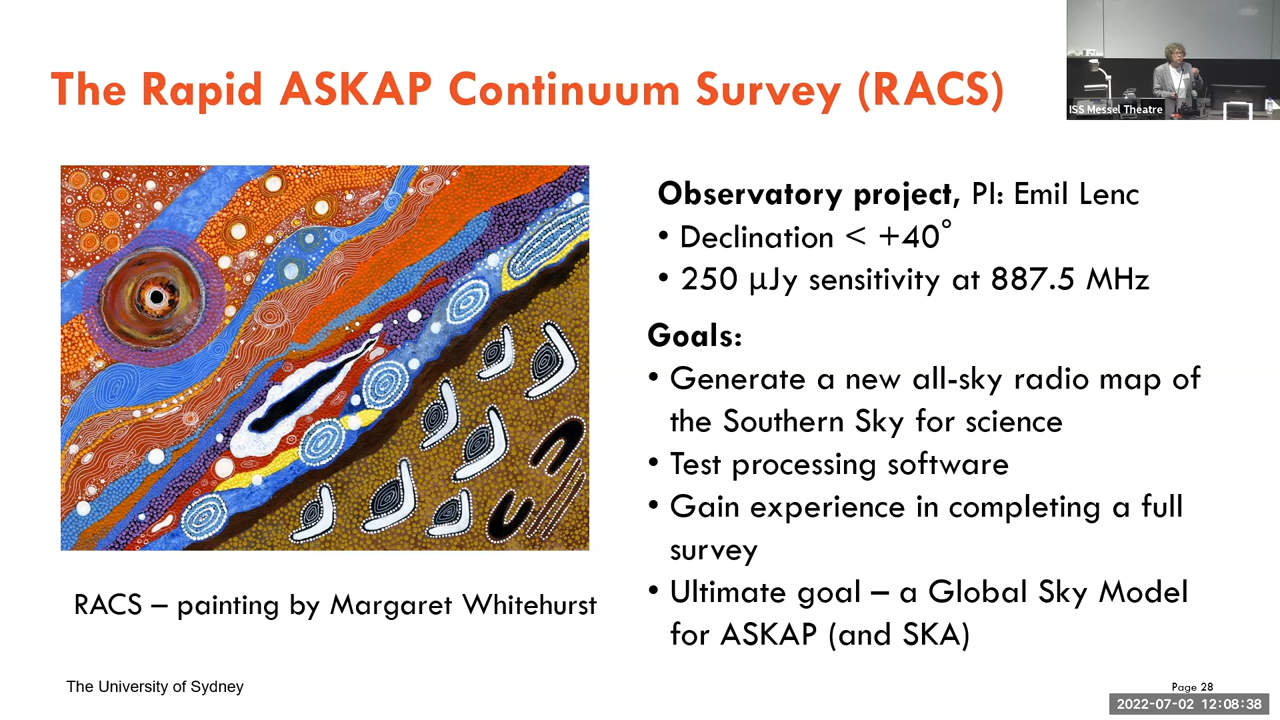 The Rapid ASKAP Continuum Survey (RACS)
ISS Messel Theatre
Observatory project, PI: Emil Lenc
• Declination < +40°
• 250 µJy sensitivity at 887.5 MHz
Goals:
• Generate a new all-sky radio map of
the Southern Sky for science
• Test processing software
• Gain experience in completing a full
survey
• Ultimate goal – a Global Sky Model
for ASKAP (and SKA)
RACS – painting by Margaret Whitehurst
The University of Sydney
Page 28
2022-07-02 12:08:38